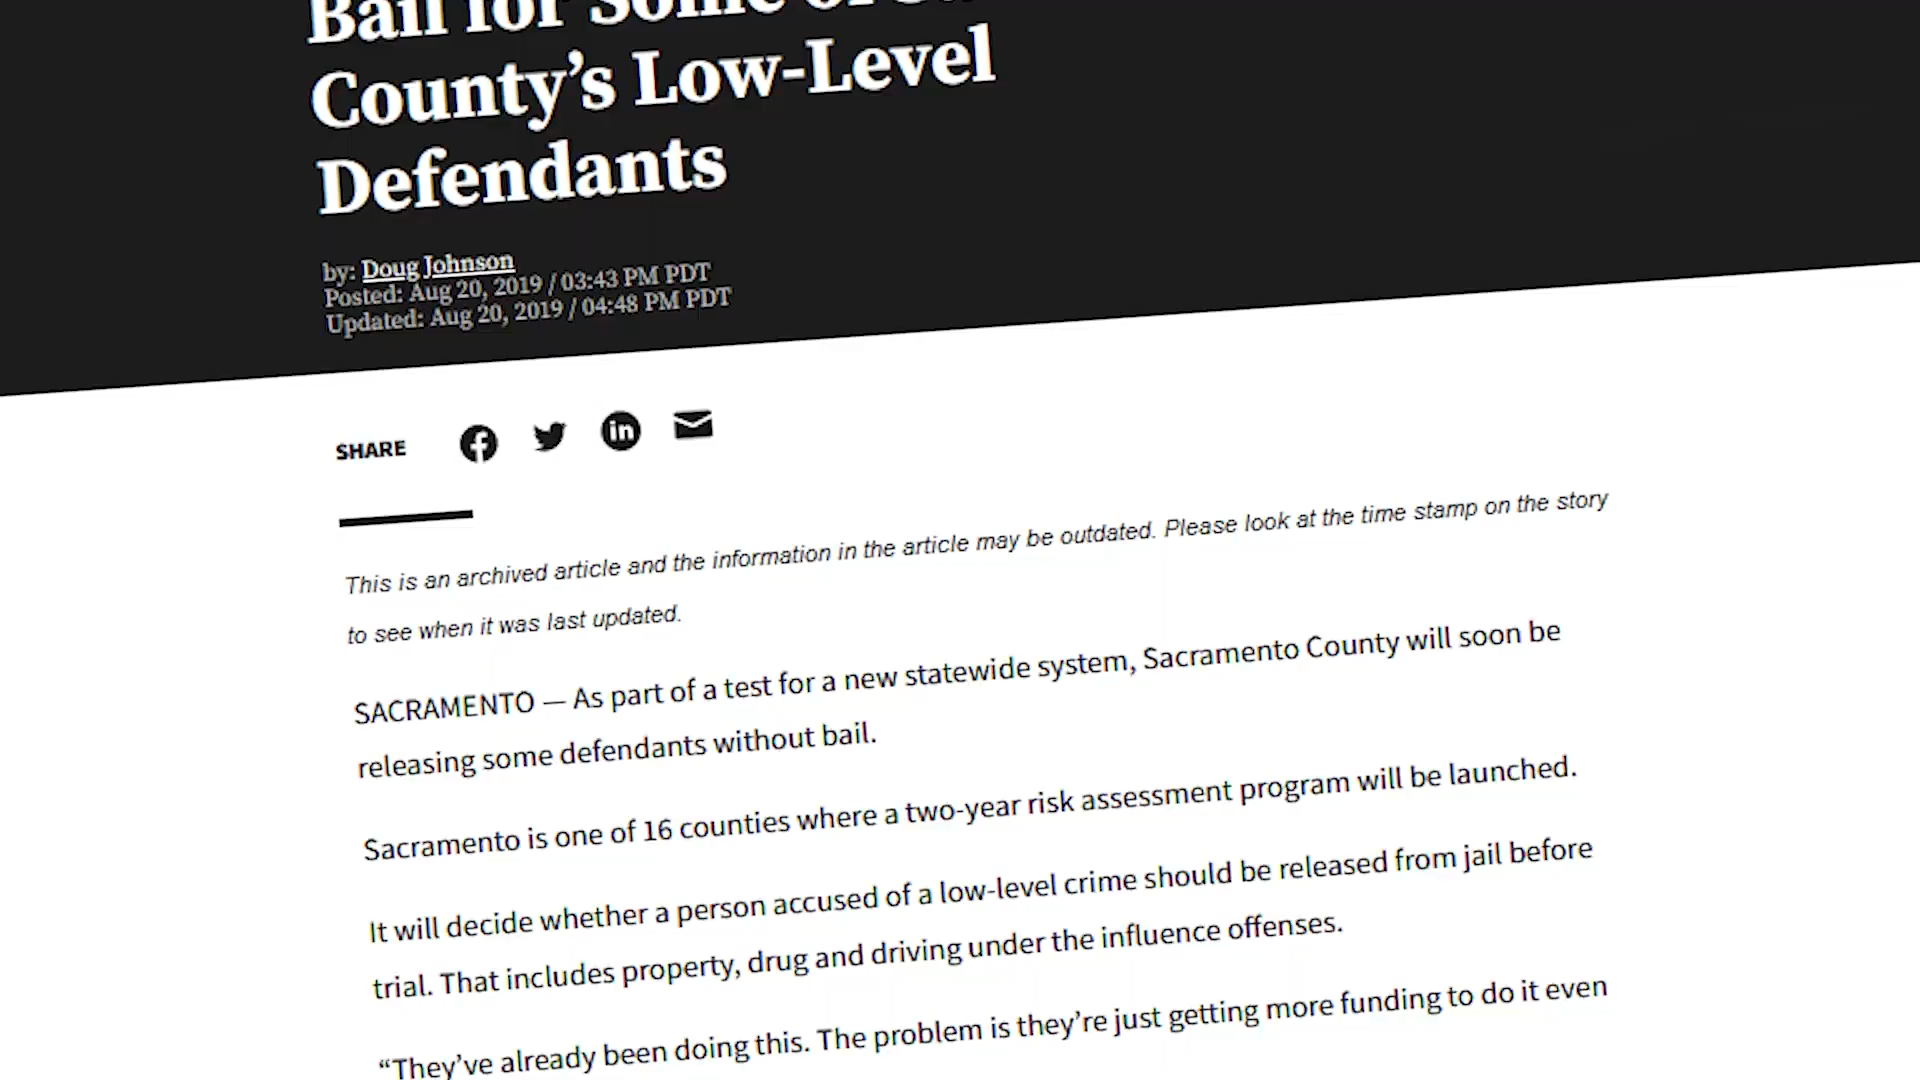 Bail for Some of
County’s Low-Level
Defendants
by: Doug Johnson
Posted: Aug 20, 2019 / 03:43 PM PDT
Updated: Aug 20, 2019 / 04:48 PM PDT
SHARE
This is an archived article and the information in the article may be outdated. Please look at the time stamp on the story
to see when it was last updated.
SACRAMENTO — As part of a test for a new statewide system, Sacramento County will soon be
releasing some defendants without bail.
Sacramento is one of 16 counties where a two-year risk assessment program will be launched.
It will decide whether a person accused of a low-level crime should be released from jail before
trial. That includes property, drug and driving under the influence offenses.
“They’ve already been doing this. The problem is they’re just getting more funding to do it even